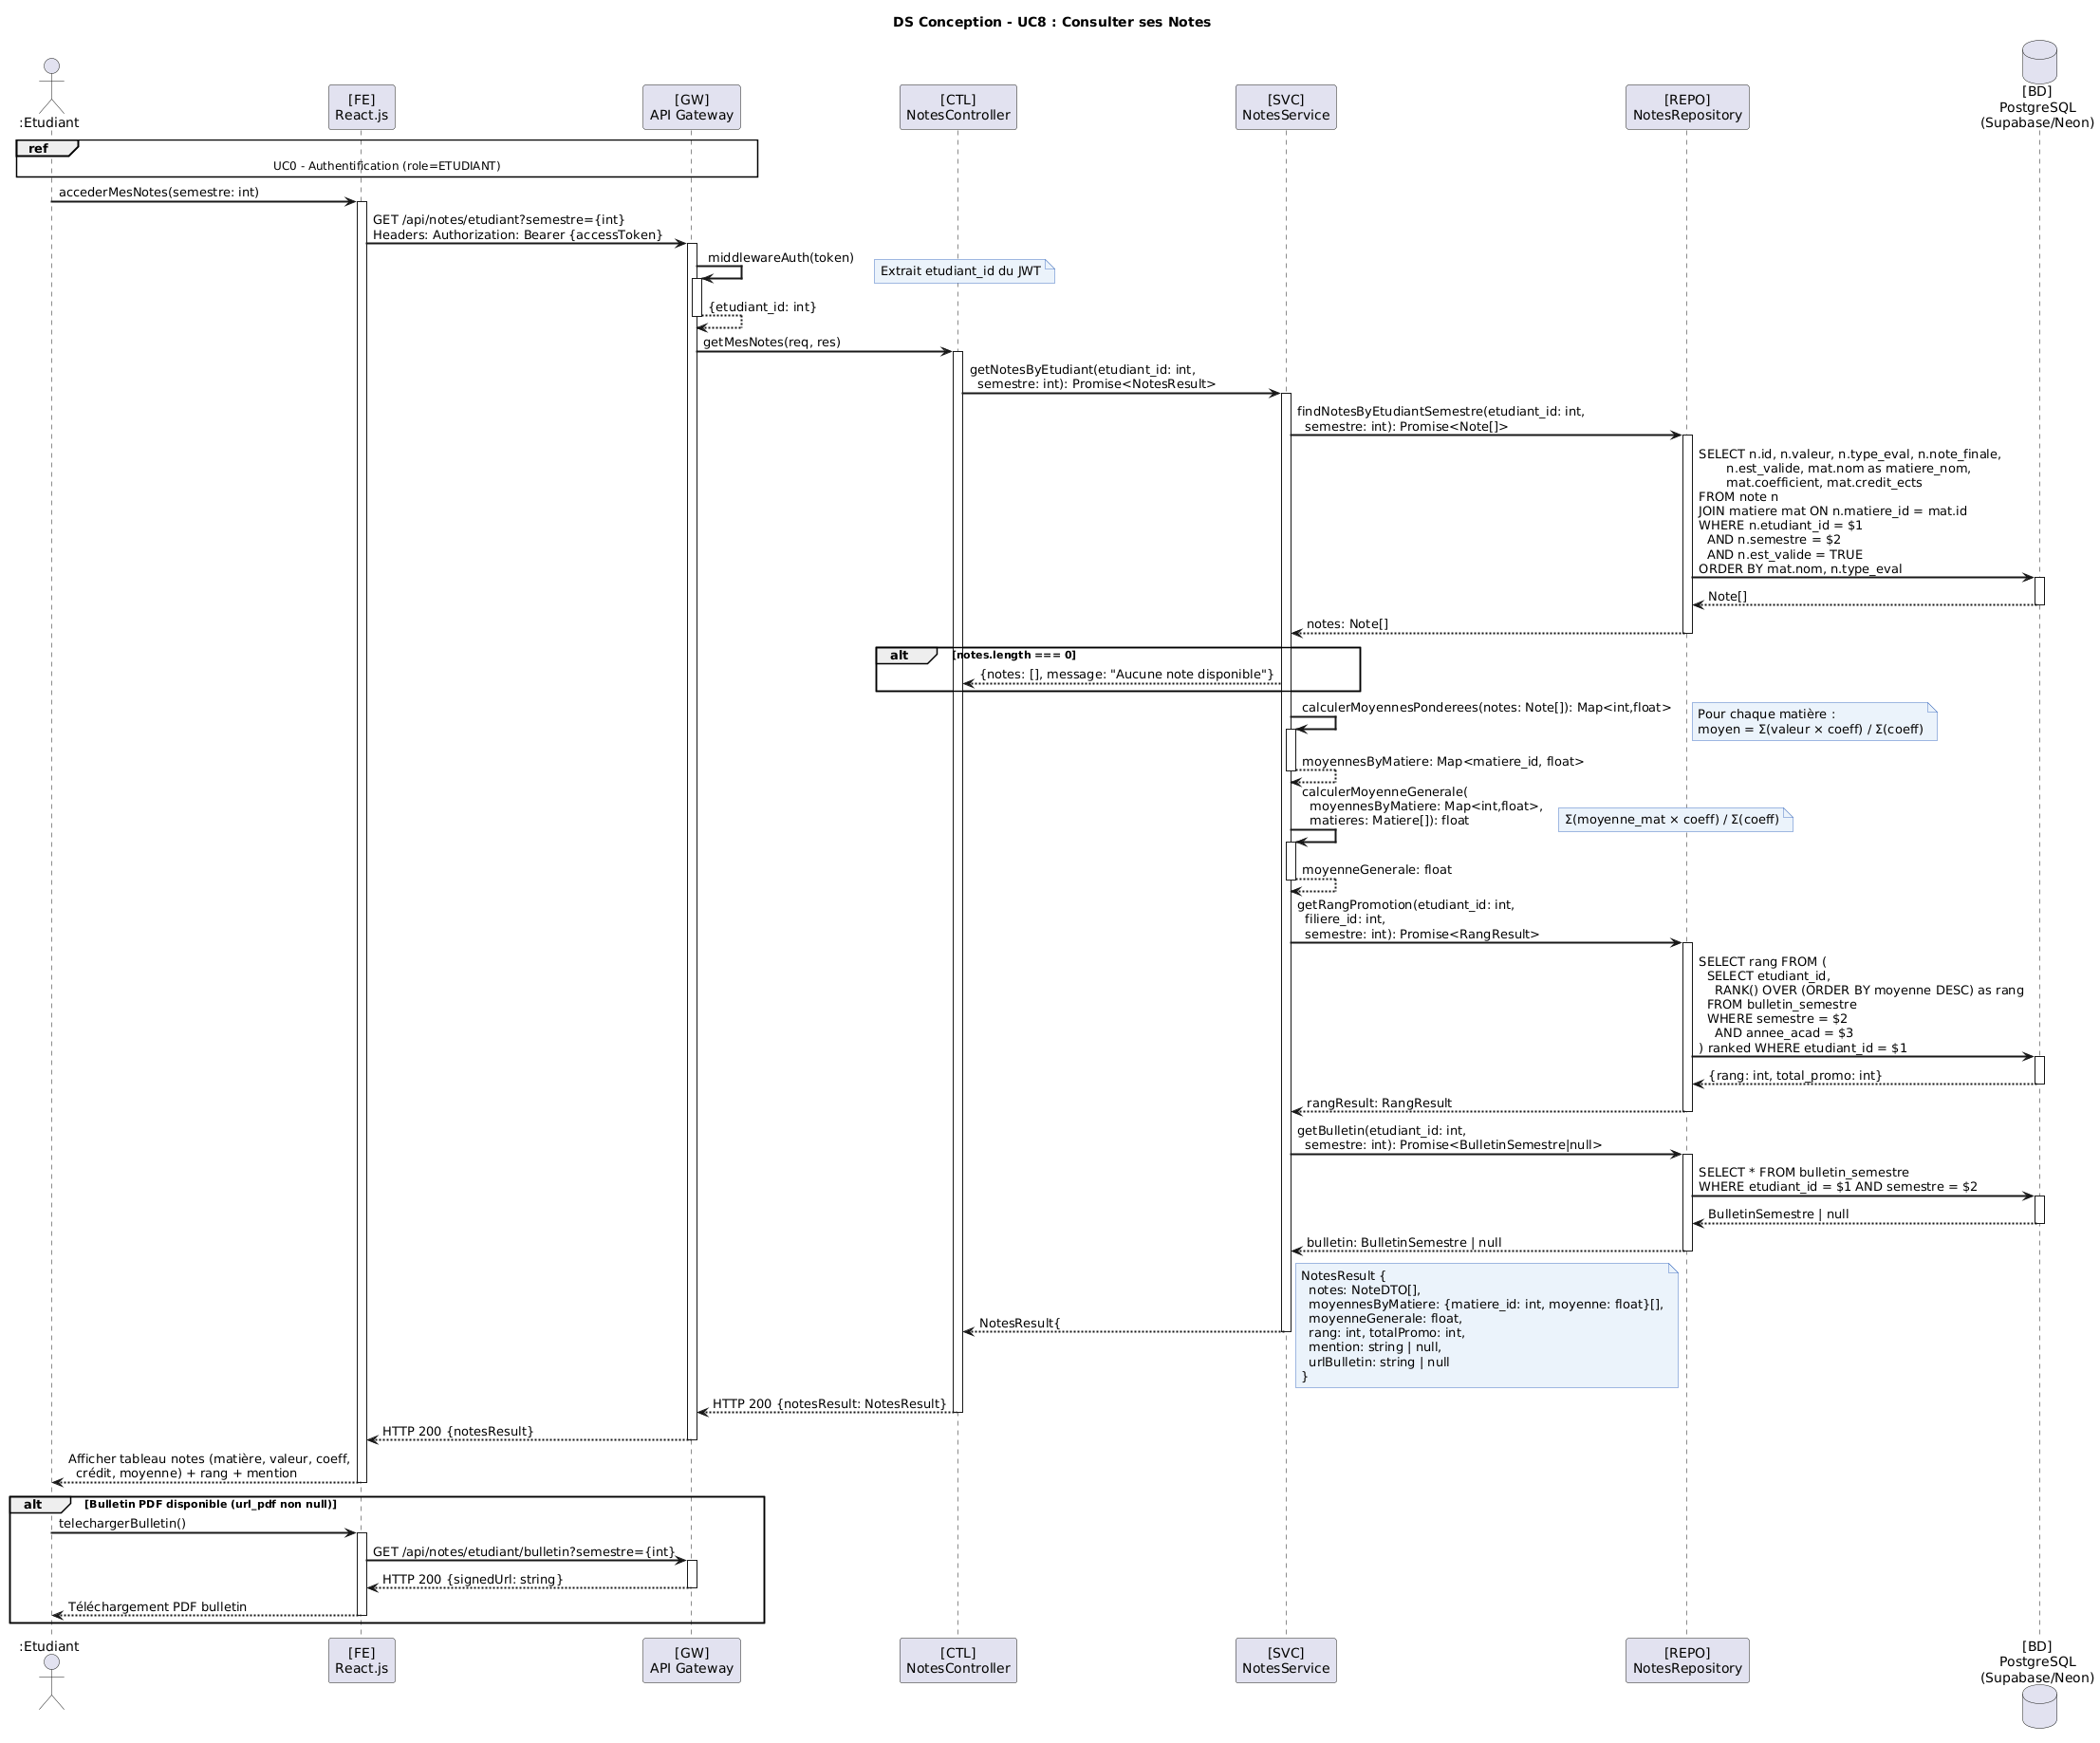 DS Conception - UC8 : Consulter ses Notes
:Etudiant
[FE]
React.js
[GW]
API Gateway
[CTL]
NotesController
[SVC]
NotesService
[REPO]
NotesRepository
[BD]
PostgreSQL
(Supabase/Neon)
ref
UC0 - Authentification (role=ETUDIANT)
accederMesNotes(semestre: int)
GET /api/notes/etudiant?semestre={int}
Headers: Authorization: Bearer {accessToken}
middlewareAuth(token)
Extrait etudiant_id du JWT
{etudiant_id: int}
getMesNotes(req, res)
getNotesByEtudiant(etudiant_id: int,
semestre: int): Promise<NotesResult>
findNotesByEtudiantSemestre(etudiant_id: int,
semestre: int): Promise<Note[]>
SELECT n.id, n.valeur, n.type_eval, n.note_finale,
n.est_valide, mat.nom as matiere_nom,
mat.coefficient, mat.credit_ects
FROM note n
JOIN matiere mat ON n.matiere_id = mat.id
WHERE n.etudiant_id = $1
AND n.semestre = $2
AND n.est_valide = TRUE
ORDER BY mat.nom, n.type_eval
Note[]
notes: Note[]
alt
[notes.length === 0]
{notes: [], message: "Aucune note disponible"}
calculerMoyennesPonderees(notes: Note[]): Map<int,float>
Pour chaque matière :
moyen = Σ(valeur × coeff) / Σ(coeff)
moyennesByMatiere: Map<matiere_id, float>
calculerMoyenneGenerale(
moyennesByMatiere: Map<int,float>,
matieres: Matiere[]): float
Σ(moyenne_mat × coeff) / Σ(coeff)
moyenneGenerale: float
getRangPromotion(etudiant_id: int,
filiere_id: int,
semestre: int): Promise<RangResult>
SELECT rang FROM (
SELECT etudiant_id,
RANK() OVER (ORDER BY moyenne DESC) as rang
FROM bulletin_semestre
WHERE semestre = $2
AND annee_acad = $3
) ranked WHERE etudiant_id = $1
{rang: int, total_promo: int}
rangResult: RangResult
getBulletin(etudiant_id: int,
semestre: int): Promise<BulletinSemestre|null>
SELECT * FROM bulletin_semestre
WHERE etudiant_id = $1 AND semestre = $2
BulletinSemestre | null
bulletin: BulletinSemestre | null
NotesResult{
NotesResult {
notes: NoteDTO[],
moyennesByMatiere: {matiere_id: int, moyenne: float}[],
moyenneGenerale: float,
rang: int, totalPromo: int,
mention: string | null,
urlBulletin: string | null
}
HTTP 200 {notesResult: NotesResult}
HTTP 200 {notesResult}
Afficher tableau notes (matière, valeur, coeff,
crédit, moyenne) + rang + mention
alt
[Bulletin PDF disponible (url_pdf non null)]
telechargerBulletin()
GET /api/notes/etudiant/bulletin?semestre={int}
HTTP 200 {signedUrl: string}
Téléchargement PDF bulletin
:Etudiant
[FE]
React.js
[GW]
API Gateway
[CTL]
NotesController
[SVC]
NotesService
[REPO]
NotesRepository
[BD]
PostgreSQL
(Supabase/Neon)